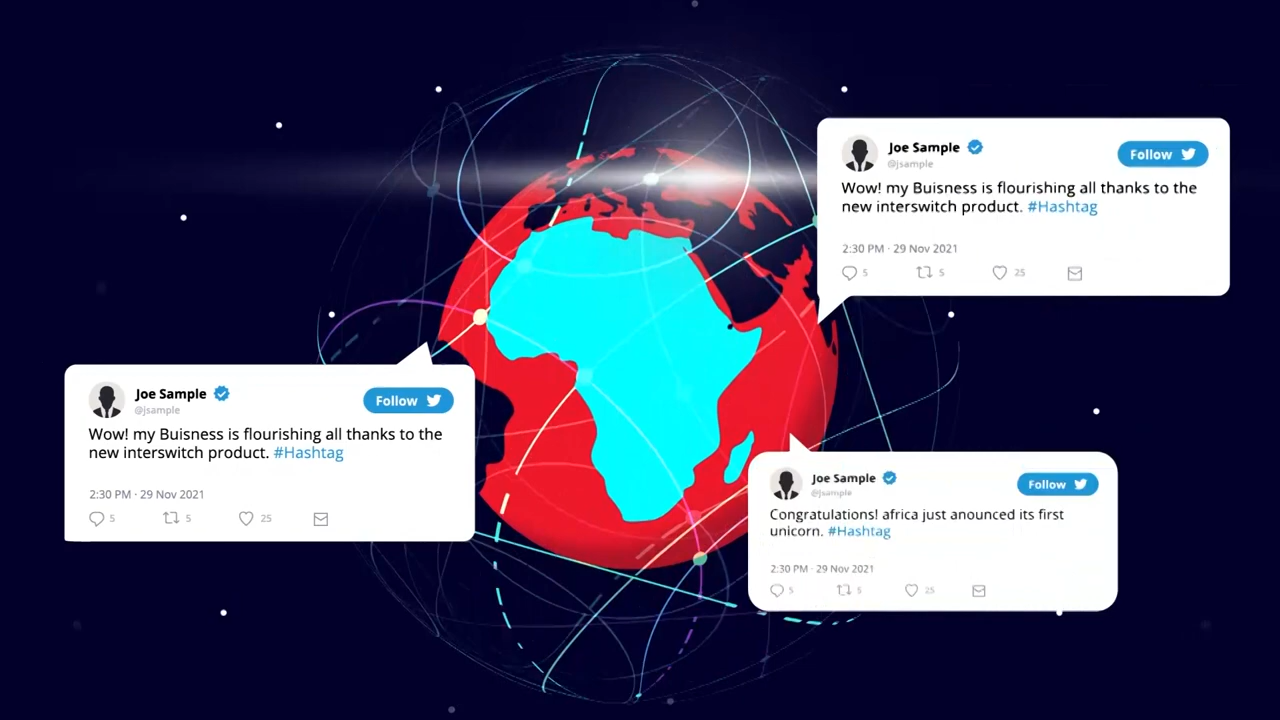 Joe Sample
@jsample
Follow
Wow! my Buisness is flourishing all thanks to the
new interswitch product. #Hashtag
2:30 PM · 29 Nov 2021
5 5 25
Joe Sample
@jsample
Follow
Wow! my Buisness is flourishing all thanks to the
new interswitch product. #Hashtag
2:30 PM · 29 Nov 2021
5 5 25
Joe Sample
@jsample
Follow
Congratulations! africa just anounced its first
unicorn. #Hashtag
2:30 PM · 29 Nov 2021
5 5 25